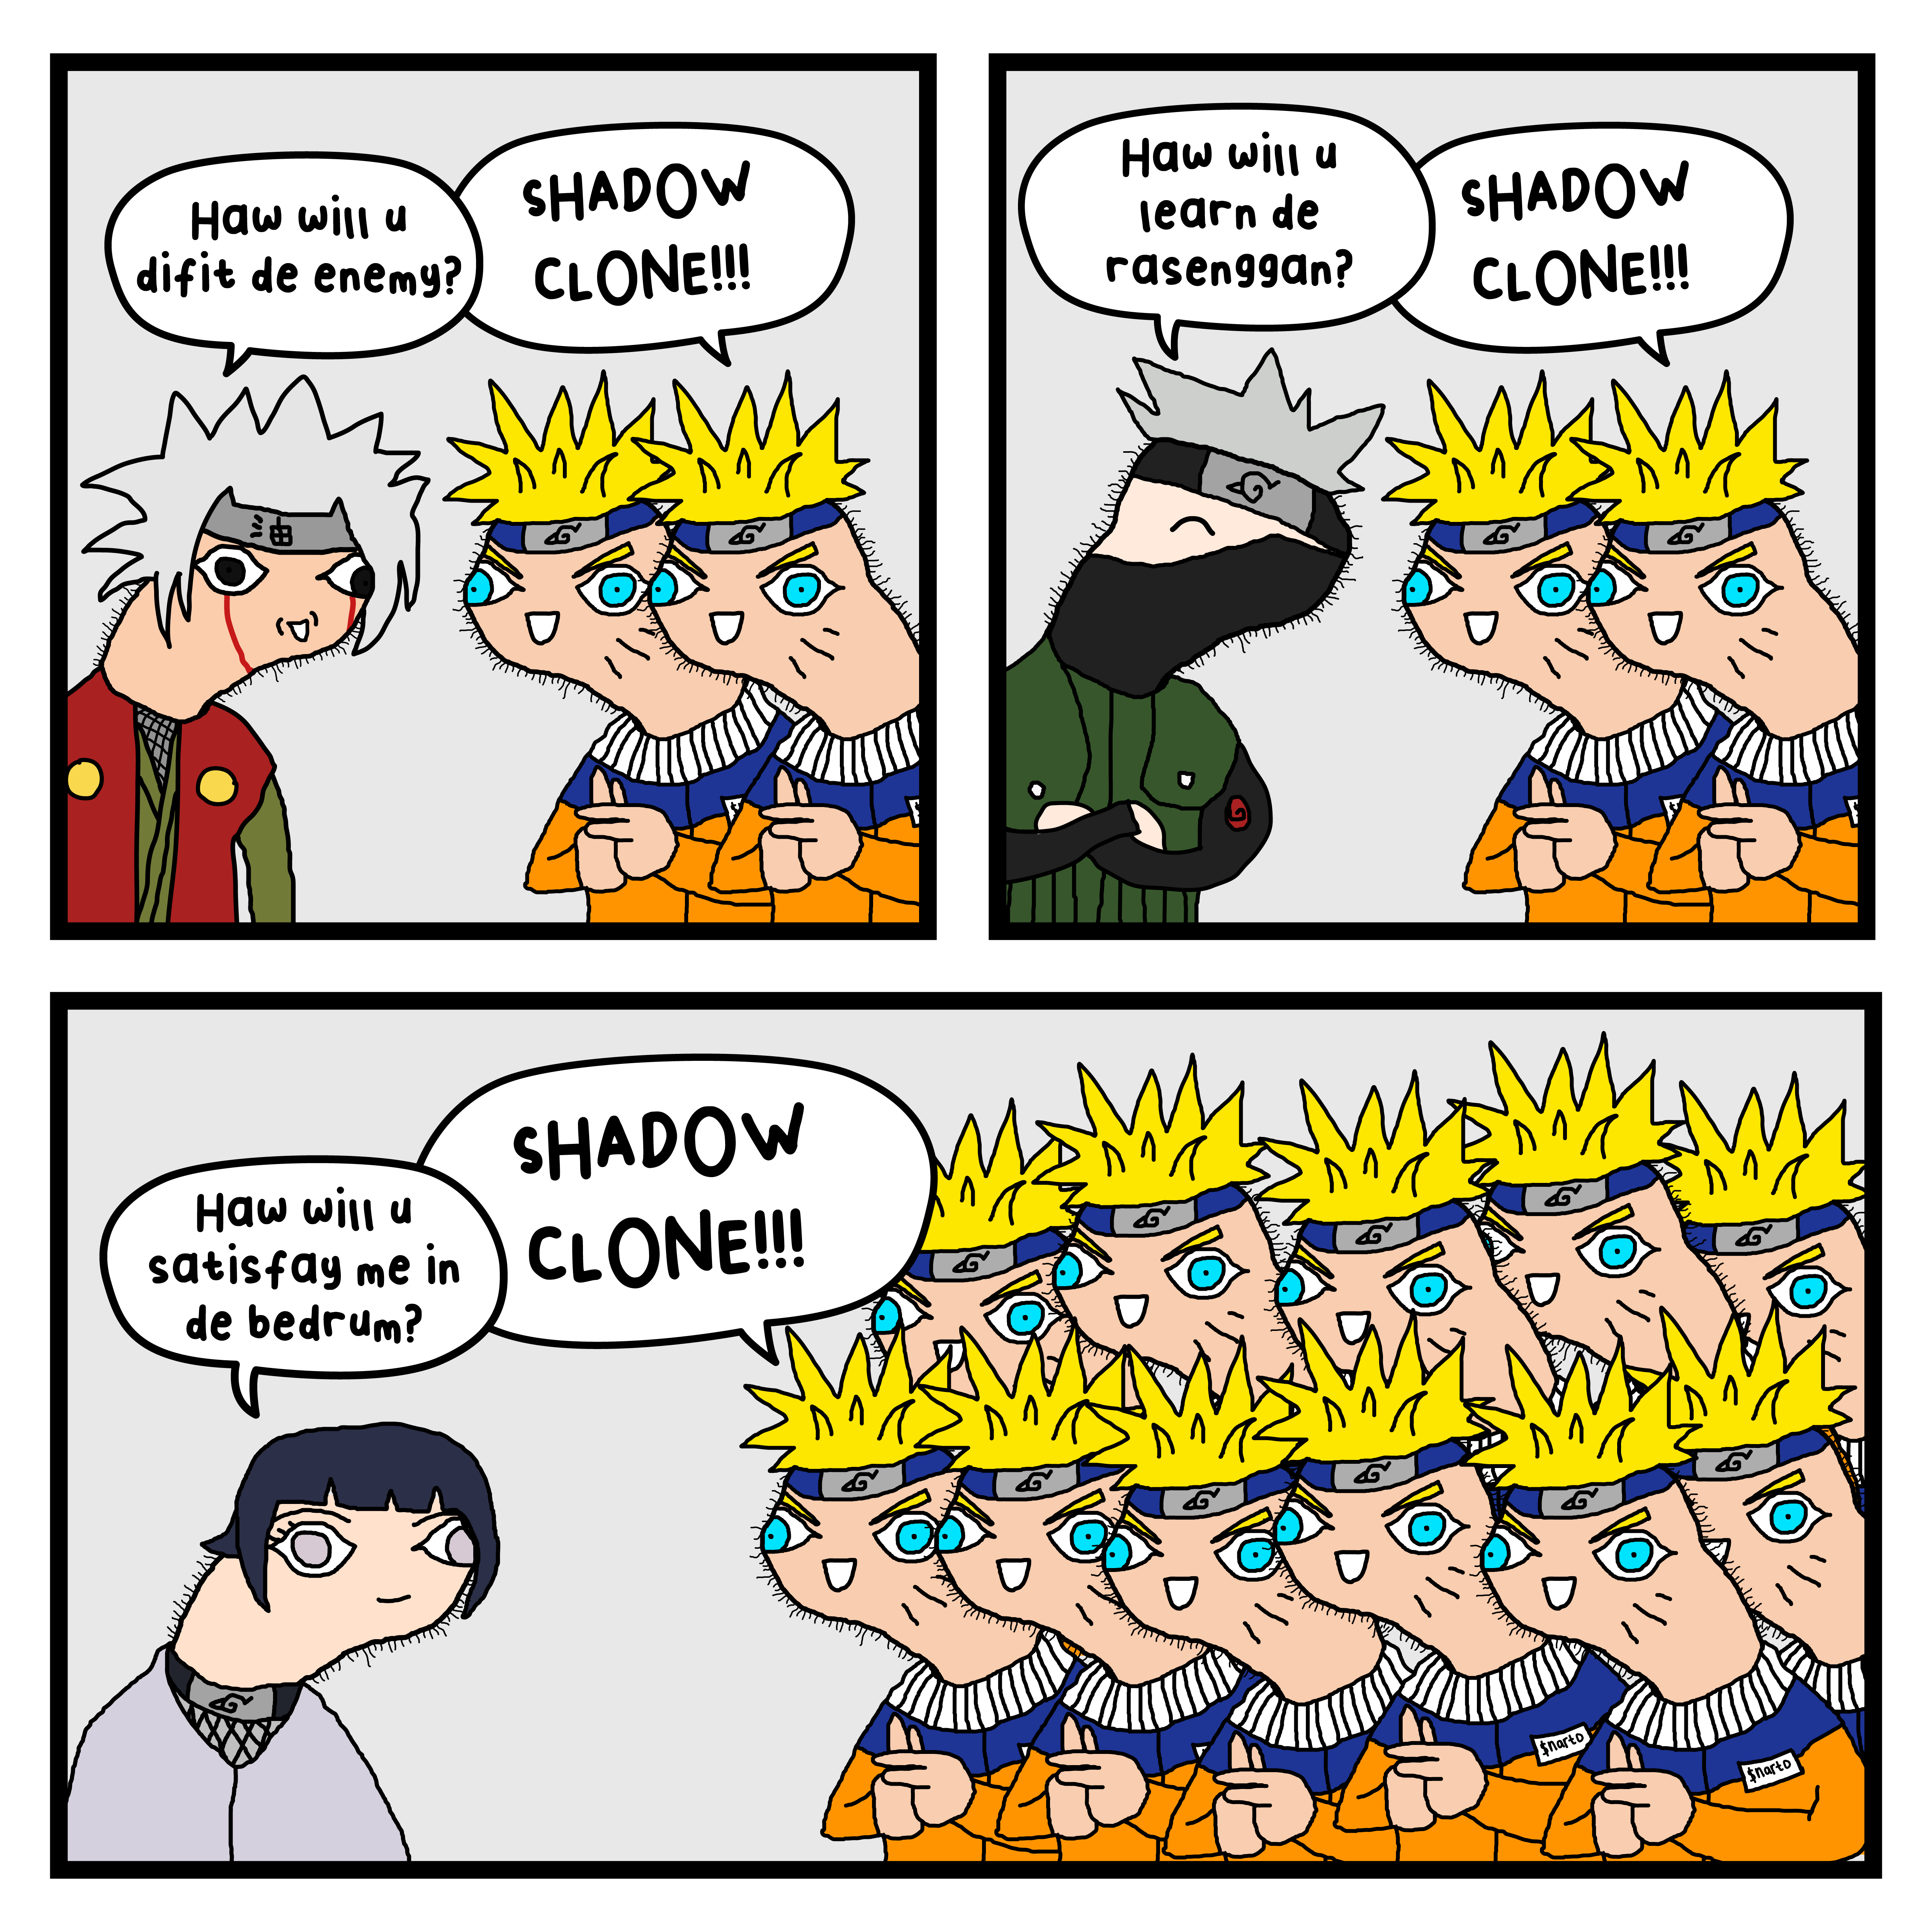 Haw will u
difit de enemy?
SHADOW
CLONE!!!
Haw will u
learn de
rasenggan?
SHADOW
CLONE!!!
Haw will u
satisfay me in
de bedrum?
SHADOW
CLONE!!!
$narto
$narto